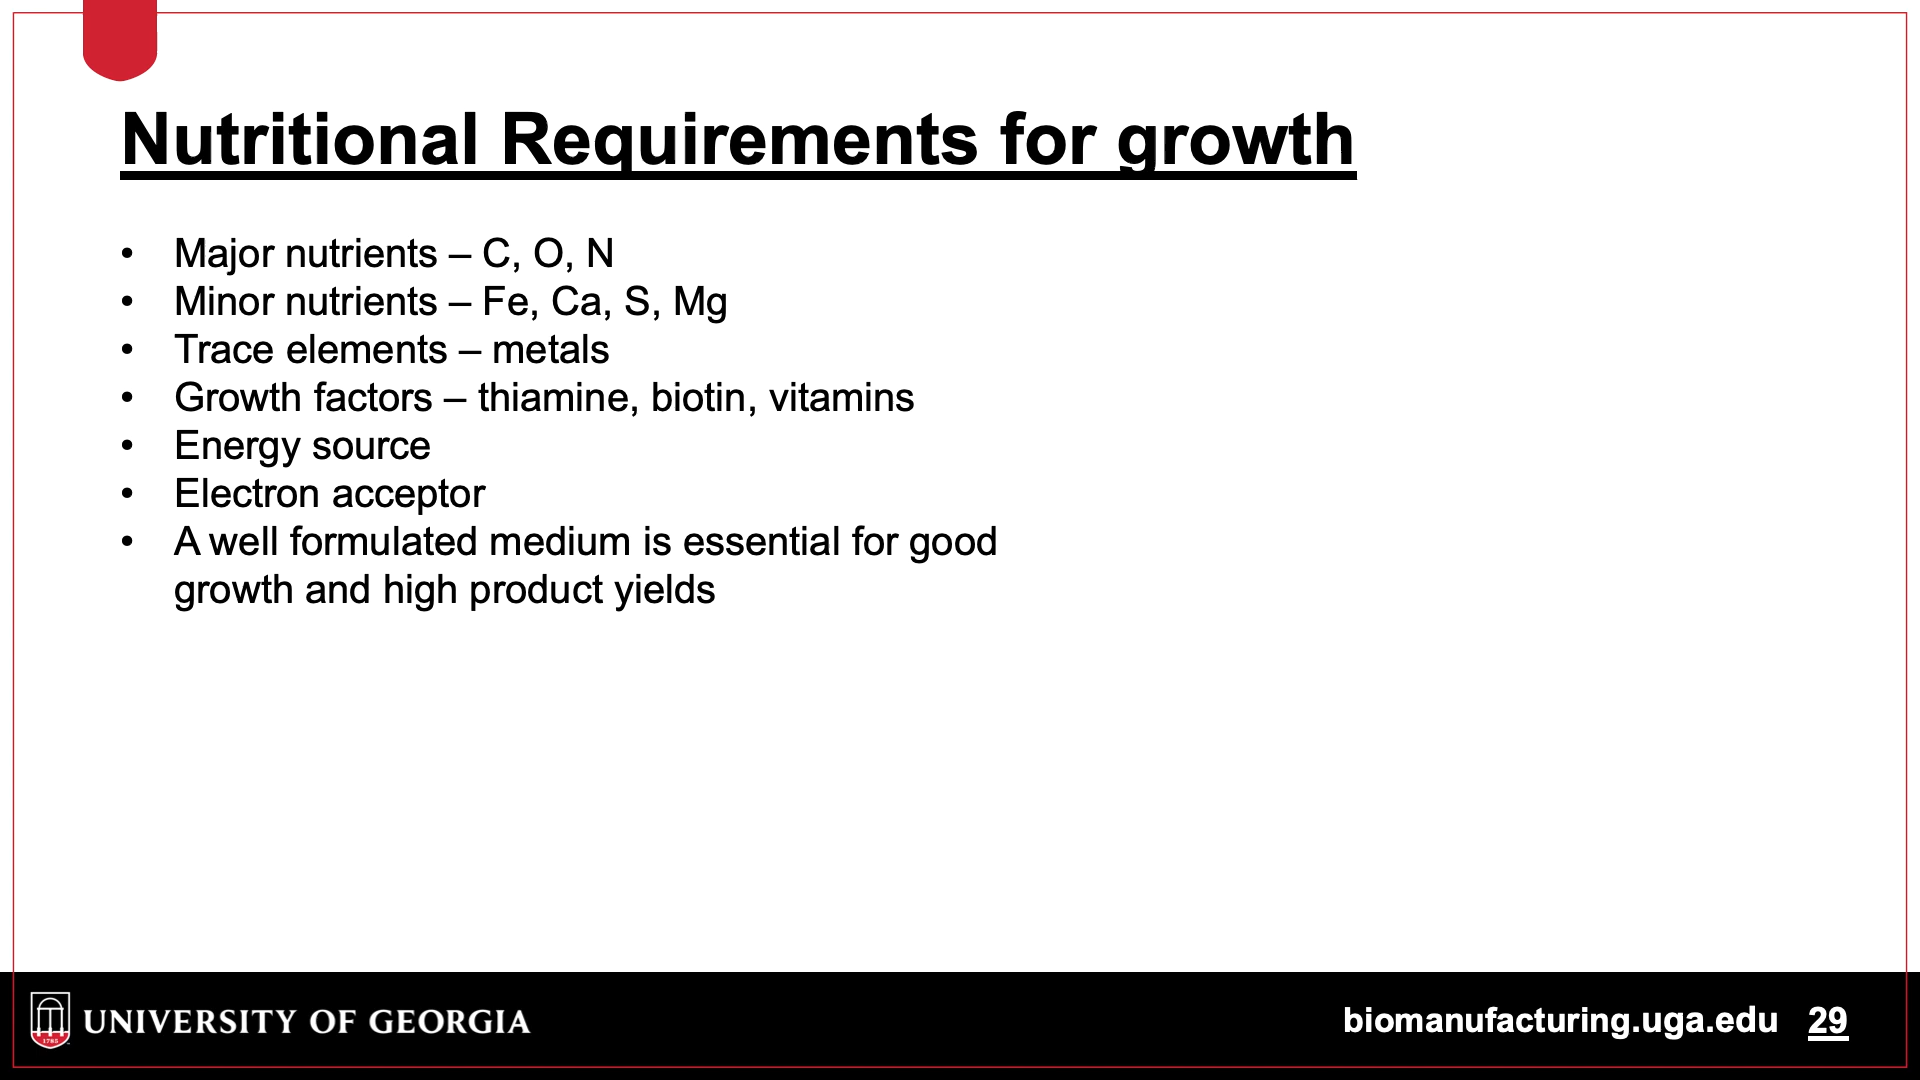 Nutritional Requirements for growth
• Major nutrients – C, O, N
• Minor nutrients – Fe, Ca, S, Mg
• Trace elements – metals
• Growth factors – thiamine, biotin, vitamins
• Energy source
• Electron acceptor
• A well formulated medium is essential for good
growth and high product yields
1785
UNIVERSITY OF GEORGIA
biomanufacturing.uga.edu 29